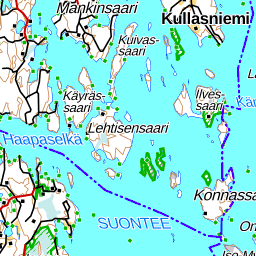 Mankinsaari
Kullasniemi
Kuivas-
saari
Käyräs-
saari
Ilves-
saari
Lehtisensaari
Haapaselkä
Konnassa
SUONTEE